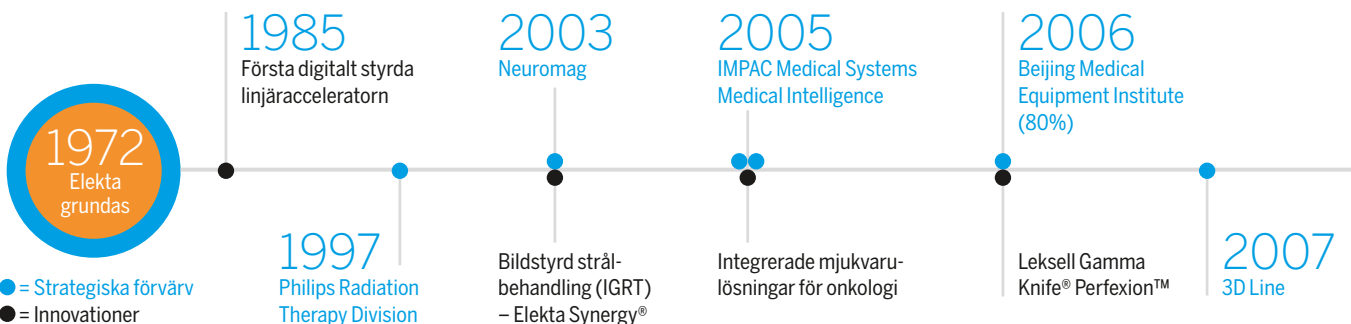 1972
Elekta
grundas
● = Strategiska förvärv
● = Innovationer
1985
Första digitalt styrda
linjäracceleratorn
1997
Philips Radiation
Therapy Division
2003
Neuromag
Bildstyrd strål-
behandling (IGRT)
– Elekta Synergy®
2005
IMPAC Medical Systems
Medical Intelligence
Integrerade mjukvaru-
lösningar för onkologi
2006
Beijing Medical
Equipment Institute
(80%)
Leksell Gamma
Knife® Perfexion™
2007
3D Line